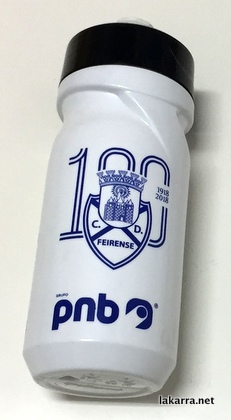 100
1918
2018
C. D.
FEIRENSE
GRUPO
pnb
lakarra.net